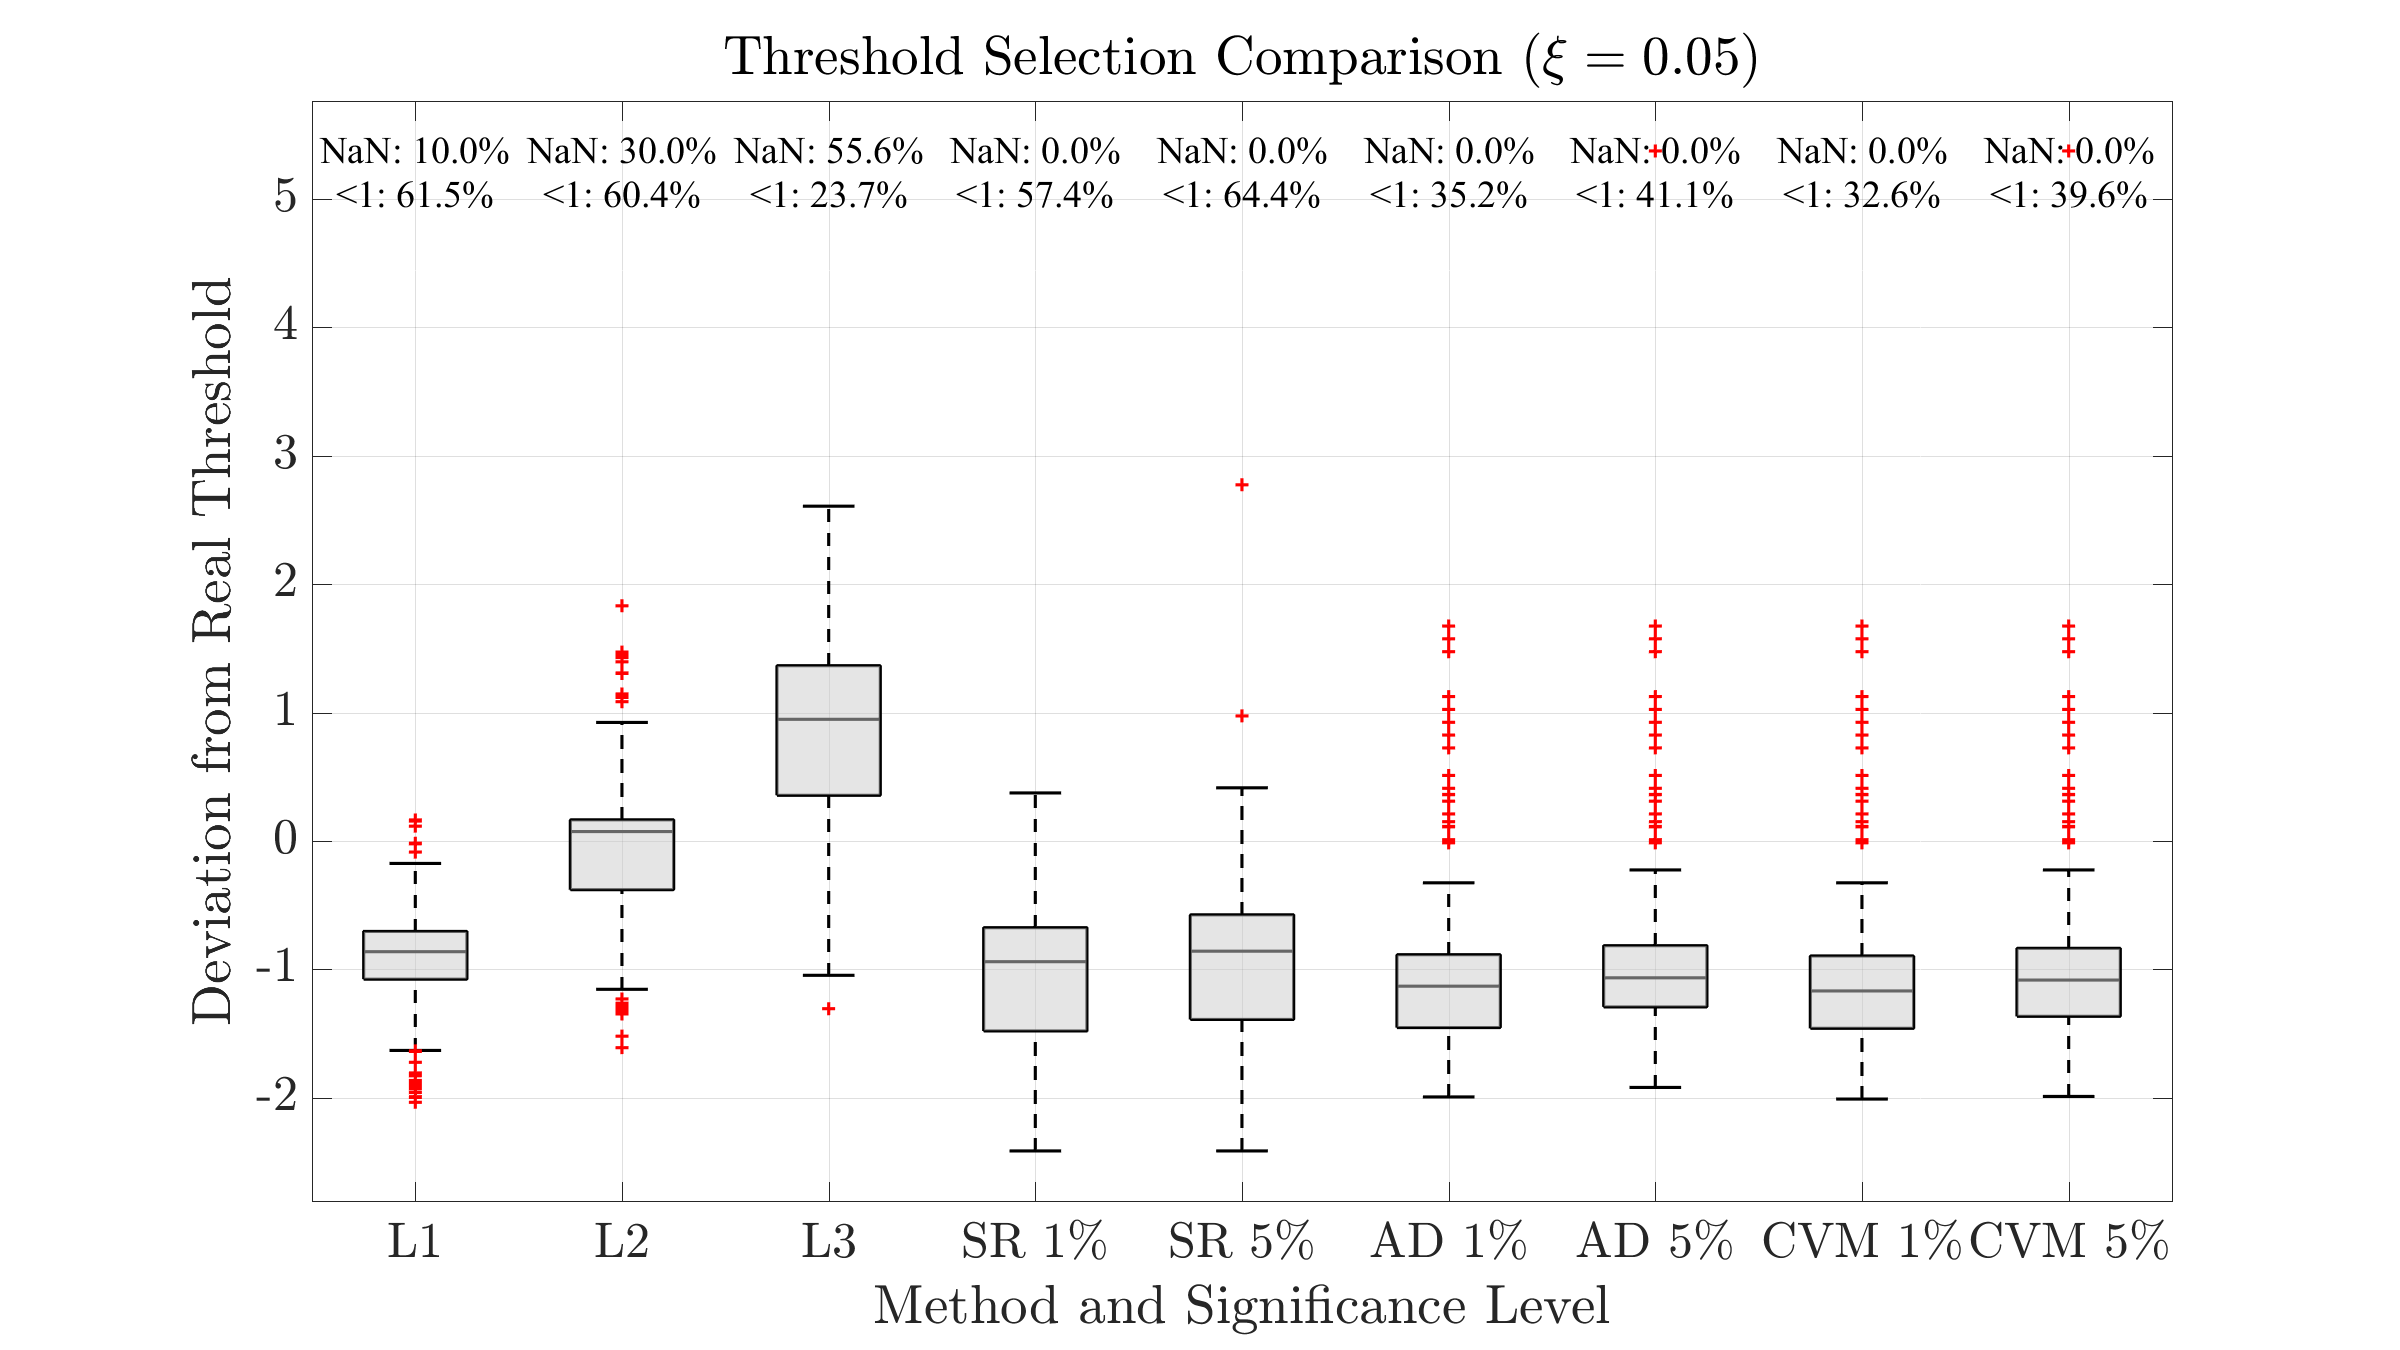 Threshold Selection Comparison (ξ = 0.05)
NaN: 10.0% NaN: 30.0% NaN: 55.6% NaN: 0.0% NaN: 0.0% NaN: 0.0% NaN: 0.0% NaN: 0.0% NaN: 0.0%
<1: 61.5% <1: 60.4% <1: 23.7% <1: 57.4% <1: 64.4% <1: 35.2% <1: 41.1% <1: 32.6% <1: 39.6%
Deviation from Real Threshold
5
4
3
2
1
0
-1
-2
L1 L2 L3 SR 1% SR 5% AD 1% AD 5% CVM 1% CVM 5%
Method and Significance Level